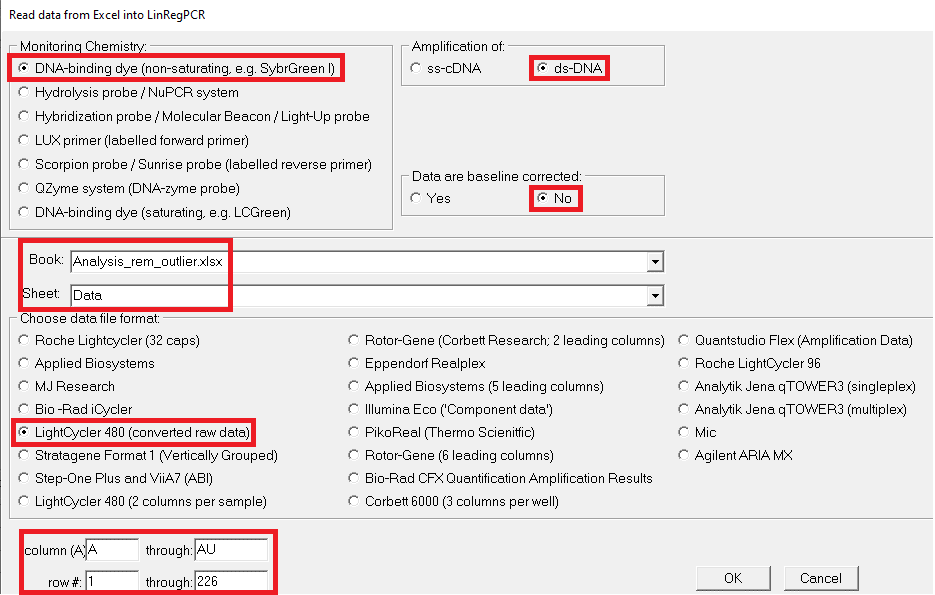 Read data from Excel into LinRegPCR
Monitoring Chemistry:
DNA-binding dye (non-saturating, e.g. SybrGreen I)
Hydrolysis probe / NuPCR system
Hybridization probe / Molecular Beacon / Light-Up probe
LUX primer (labelled forward primer)
Scorpion probe / Sunrise probe (labelled reverse primer)
QZyme system (DNA-zyme probe)
DNA-binding dye (saturating, e.g. LCGreen)
Amplification of:
ss-cDNA ds-DNA
Data are baseline corrected:
Yes No
Book: Analysis_rem_outlier.xlsx
Sheet: Data
Choose data file format:
Roche Lightcycler (32 caps)
Applied Biosystems
MJ Research
Bio -Rad iCycler
LightCycler 480 (converted raw data)
Stratagene Format 1 (Vertically Grouped)
Step-One Plus and ViiA7 (ABI)
LightCycler 480 (2 columns per sample)
Rotor-Gene (Corbett Research; 2 leading columns)
Eppendorf Realplex
Applied Biosystems (5 leading columns)
Illumina Eco ('Component data')
PikoReal (Thermo Scienitfic)
Rotor-Gene (6 leading columns)
Bio-Rad CFX Quantification Amplification Results
Corbett 6000 (3 columns per well)
Quantstudio Flex (Amplification Data)
Roche LightCycler 96
Analytik Jena qTOWER3 (singleplex)
Analytik Jena qTOWER3 (multiplex)
Mic
Agilent ARIA MX
column (A) A through: AU
row #: 1 through: 226
OK Cancel